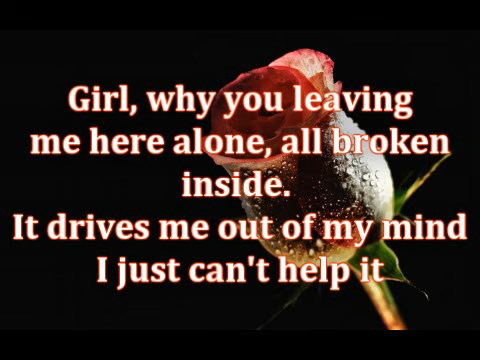 Girl, why you leaving
me here alone, all broken
inside.
It drives me out of my mind
I just can't help it